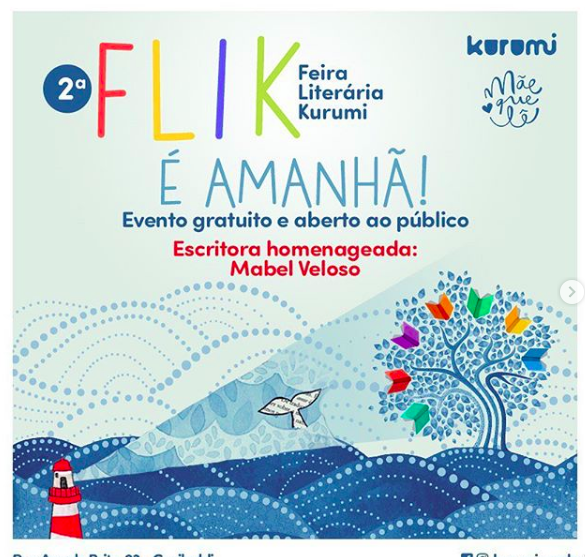 kurumi
2ª
FLIK
Feira
Literária
Kurumi
Mãe
que
lê
É AMANHÃ!
Evento gratuito e aberto ao público
Escritora homenageada:
Mabel Veloso